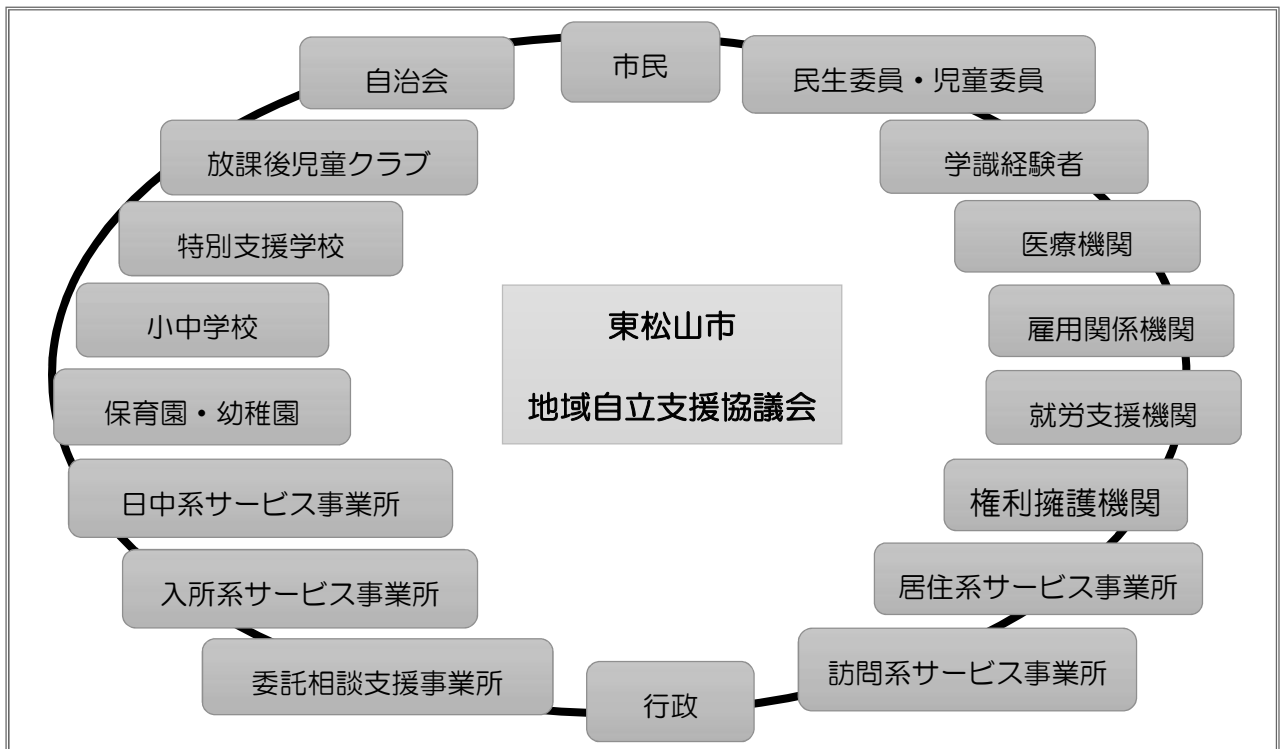 市民
自治会
民生委員・児童委員
放課後児童クラブ
学識経験者
特別支援学校
医療機関
小中学校
東松山市
地域自立支援協議会
雇用関係機関
保育園・幼稚園
就労支援機関
日中系サービス事業所
権利擁護機関
入所系サービス事業所
居住系サービス事業所
委託相談支援事業所
行政
訪問系サービス事業所